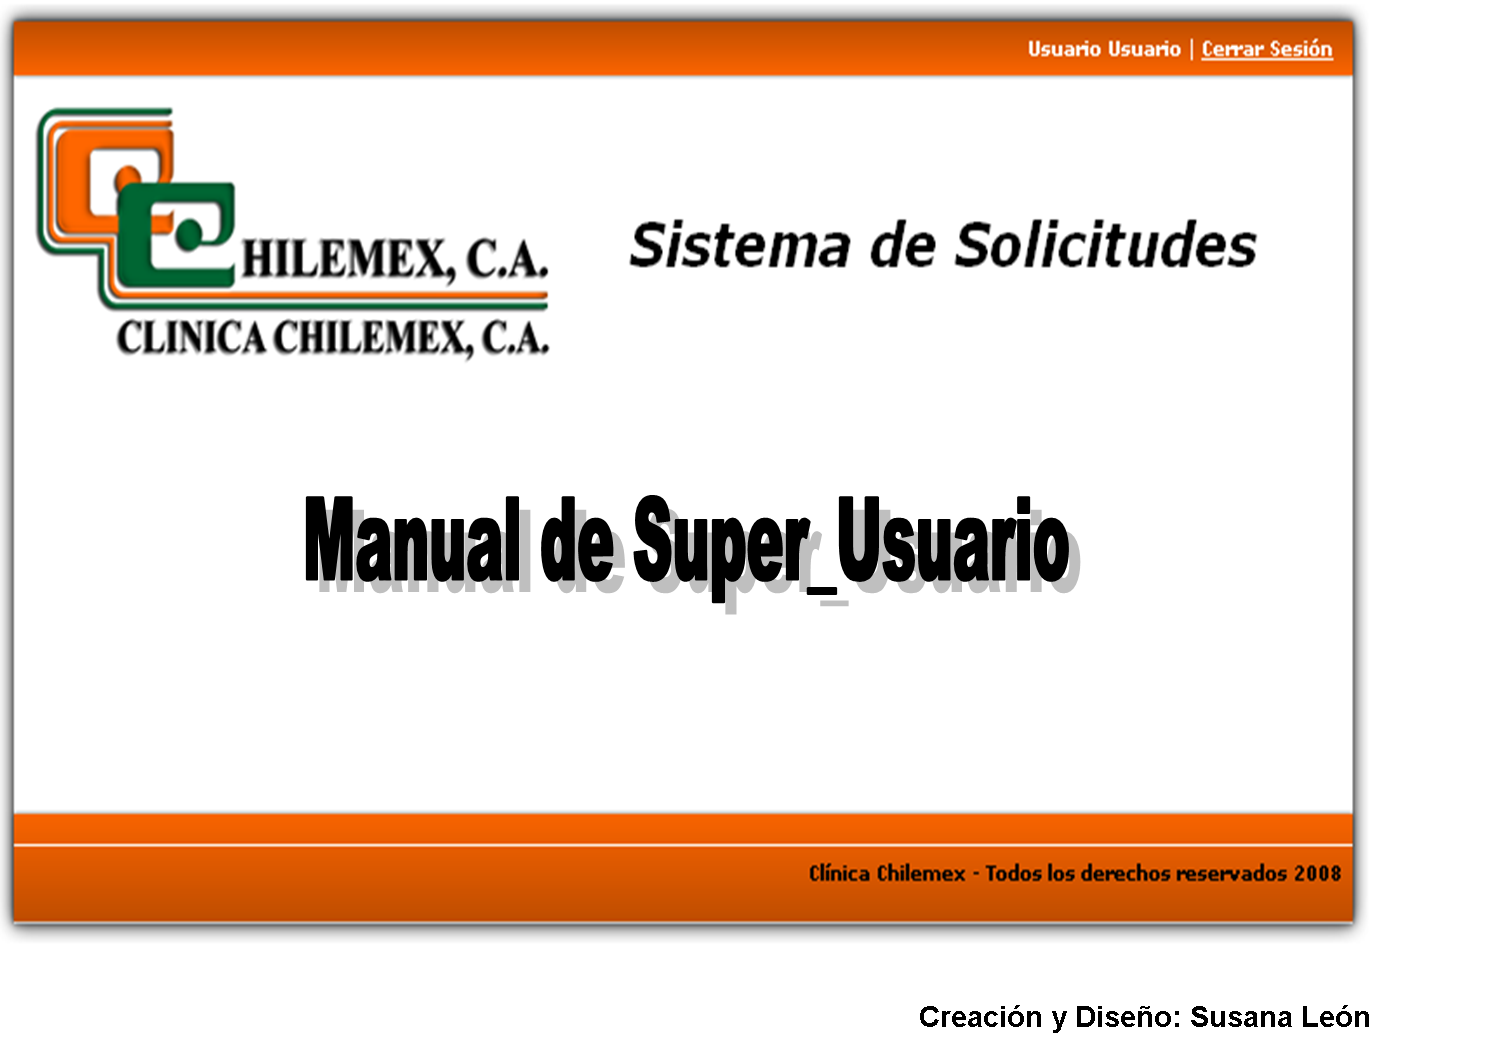 Usuario Usuario | Cerrar Sesión
CHILEMEX, C.A.
Sistema de Solicitudes
CLINICA CHILEMEX, C.A.
Manual de Super_Usuario
Clínica Chilemex - Todos los derechos reservados 2008
Creación y Diseño: Susana León